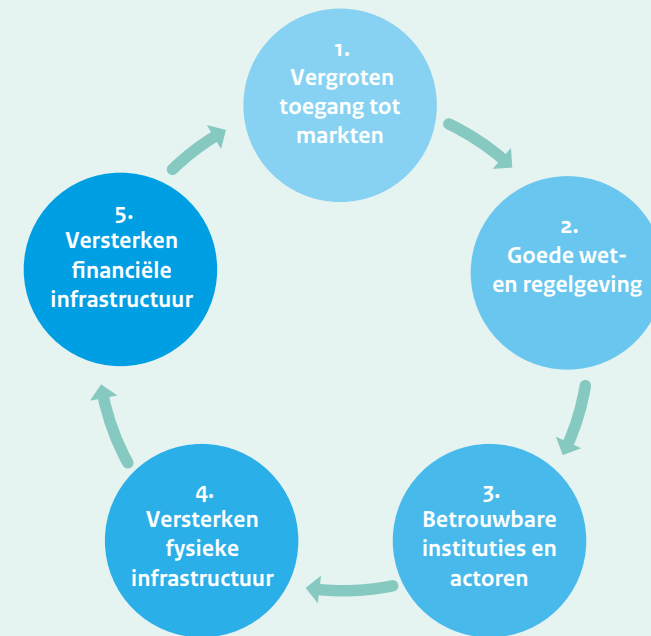 1.
Vergroten
toegang tot
markten
2.
Goede wet-
en regelgeving
3.
Betrouwbare
instituties en
actoren
4.
Versterken
fysieke
infrastructuur
5.
Versterken
financiële
infrastructuur